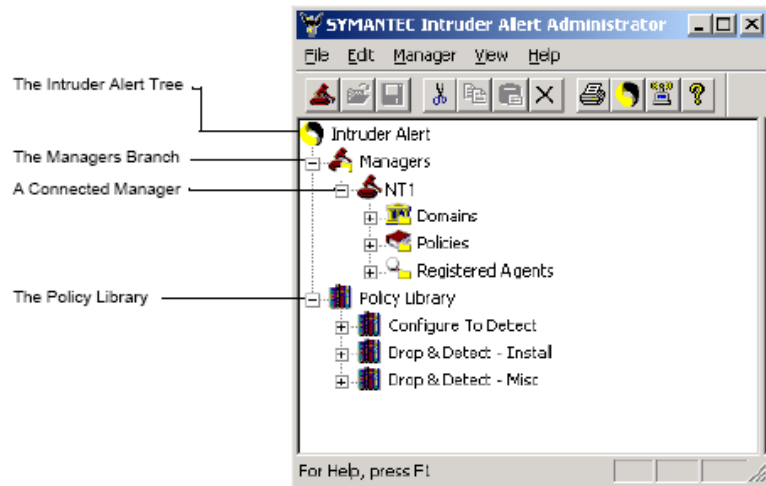 SYMANTEC Intruder Alert Administrator
File Edit Manager View Help
The Intruder Alert Tree
Intruder Alert
The Managers Branch
Managers
A Connected Manager
NT1
Domains
Policies
Registered Agents
The Policy Library
Policy Library
Configure To Detect
Drop & Detect - Install
Drop & Detect - Misc
For Help, press F1